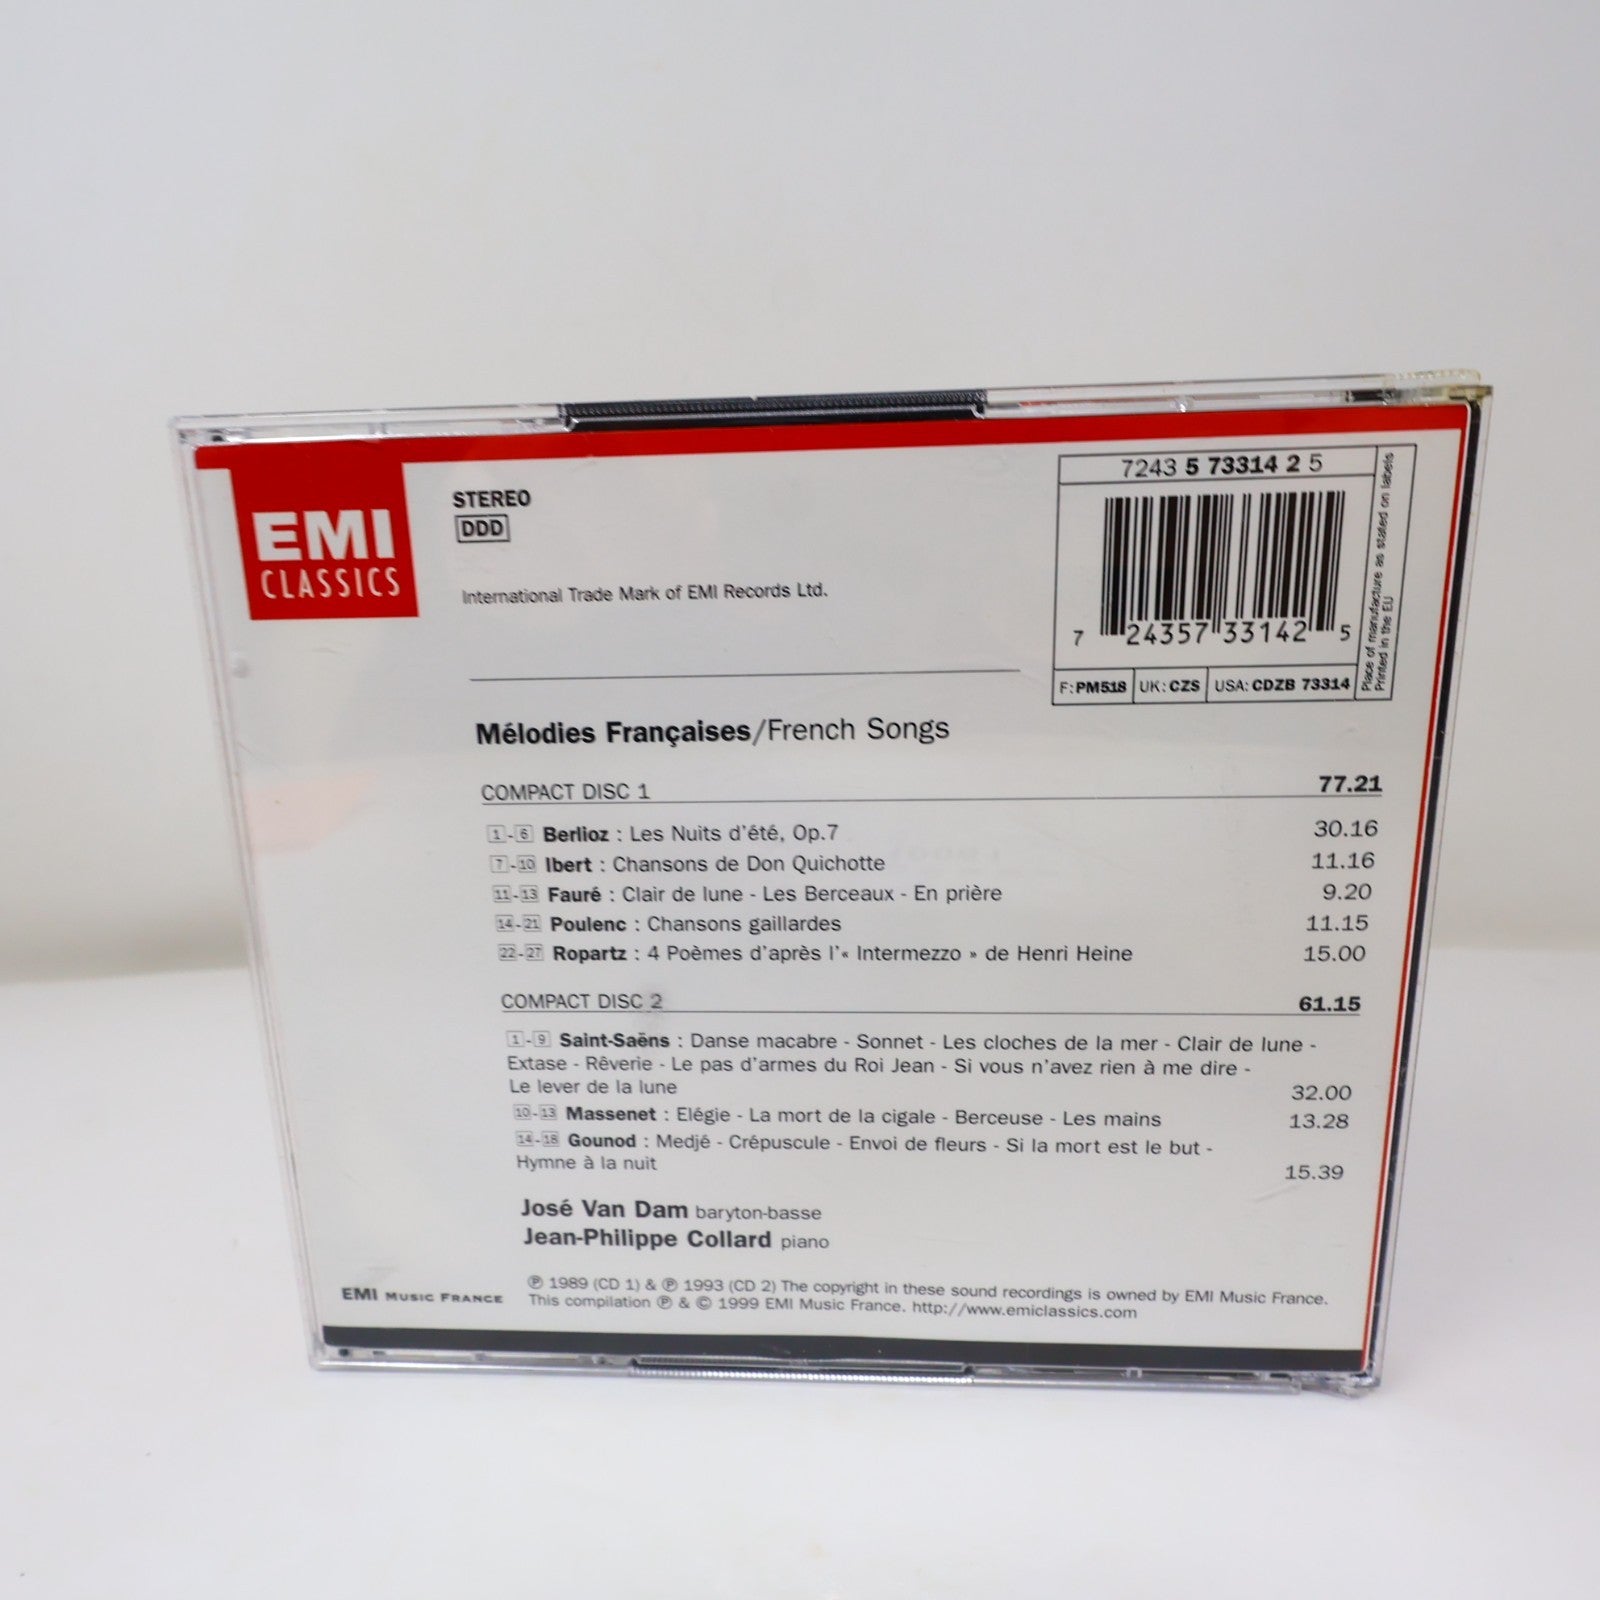 EMI
CLASSICS
STEREO
DDD
International Trade Mark of EMI Records Ltd.
7243 5 73314 2 5
7 24357 33142 5
F: PM518 UK: CZS USA: CDZB 73314
Place of manufacture as stated on labels
Printed in the EU
Mélodies Françaises/French Songs
COMPACT DISC 1 77.21
1-6 Berlioz : Les Nuits d'été, Op.7 30.16
7-10 Ibert : Chansons de Don Quichotte 11.16
11-13 Fauré : Clair de lune - Les Berceaux - En prière 9.20
14-21 Poulenc : Chansons gaillardes 11.15
22-27 Ropartz : 4 Poèmes d'après l'« Intermezzo » de Henri Heine 15.00
COMPACT DISC 2 61.15
1-9 Saint-Saëns : Danse macabre - Sonnet - Les cloches de la mer - Clair de lune -
Extase - Rêverie - Le pas d'armes du Roi Jean - Si vous n'avez rien à me dire -
Le lever de la lune 32.00
10-13 Massenet : Elégie - La mort de la cigale - Berceuse - Les mains 13.28
14-18 Gounod : Medjé - Crépuscule - Envoi de fleurs - Si la mort est le but -
Hymne à la nuit 15.39
José Van Dam baryton-basse
Jean-Philippe Collard piano
EMI MUSIC FRANCE
℗ 1989 (CD 1) & ℗ 1993 (CD 2) The copyright in these sound recordings is owned by EMI Music France.
This compilation ℗ & © 1999 EMI Music France. http://www.emiclassics.com